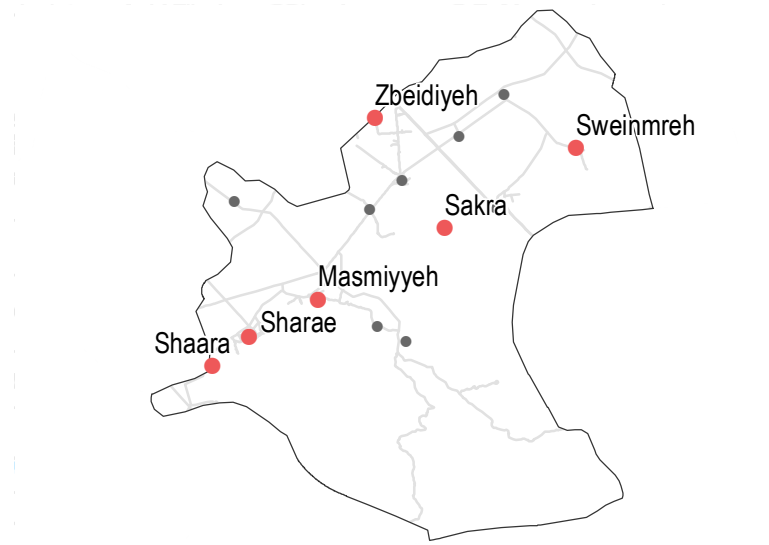 Zbeidiyeh
Sweinmreh
Sakra
Masmiyyeh
Sharae
Shaara